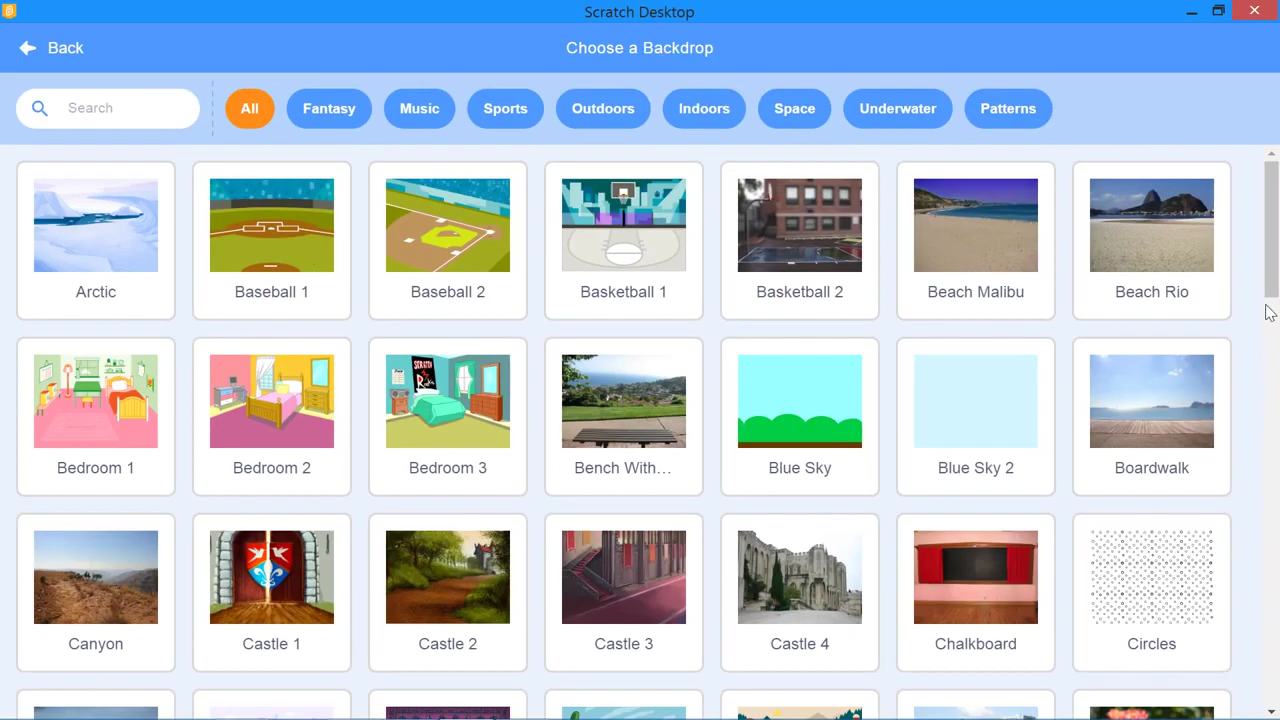 Scratch Desktop
Back
Choose a Backdrop
Search
All
Fantasy
Music
Sports
Outdoors
Indoors
Space
Underwater
Patterns
Arctic
Baseball 1
Baseball 2
Basketball 1
Basketball 2
Beach Malibu
Beach Rio
Bedroom 1
Bedroom 2
Bedroom 3
Bench With...
Blue Sky
Blue Sky 2
Boardwalk
Canyon
Castle 1
Castle 2
Castle 3
Castle 4
Chalkboard
Circles